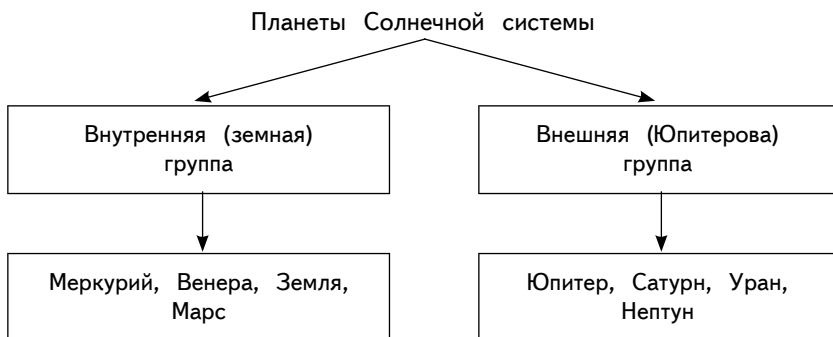 Планеты Солнечной системы
Внутренняя (земная)
группа
Внешняя (Юпитерова)
группа
Меркурий, Венера, Земля,
Марс
Юпитер, Сатурн, Уран,
Нептун